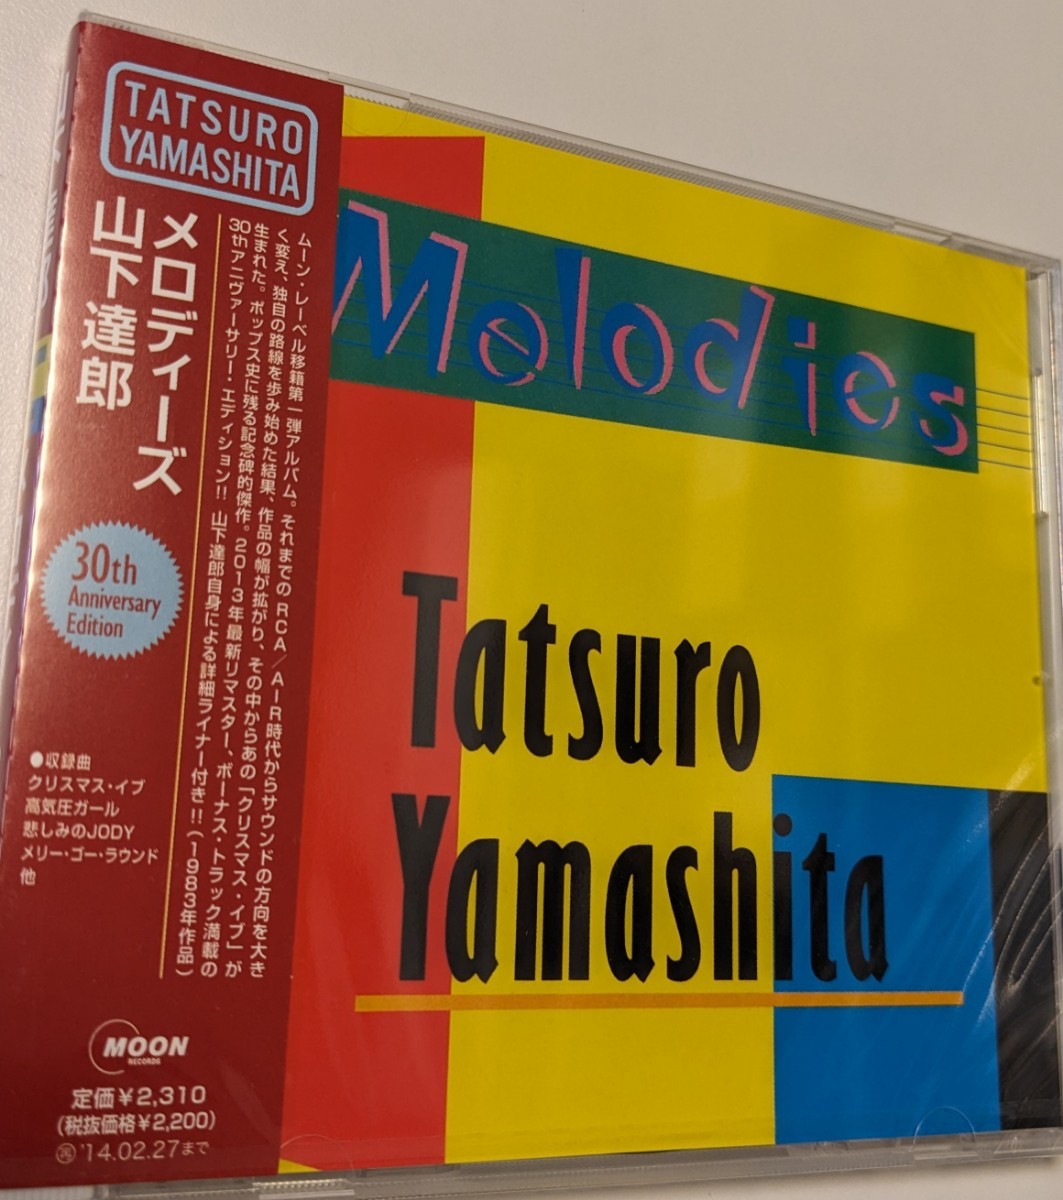 TATSURO
YAMASHITA
メロディーズ
山下達郎
ムーン・レーベル移籍第一弾アルバム。それまでのRCA/AIR時代からサウンドの方向を大き
く変え、独自の路線を歩み始めた結果、作品の幅が拡がり、その中からあの「クリスマス・イブ」が
生まれた。ポップス史に残る記念碑的傑作。2013年最新リマスター、ボーナス・トラック満載の
30thアニヴァーサリー・エディション!! 山下達郎自身による詳細ライナー付き!!(1983年作品)
30th
Anniversary
Edition
●収録曲
クリスマス・イブ
高気圧ガール
悲しみのJODY
メリー・ゴー・ラウンド
他
MOON
RECORDS
定価¥2,310
(税抜価格¥2,200)
'14.02.27まで
Melodies
Tatsuro
Yamashita